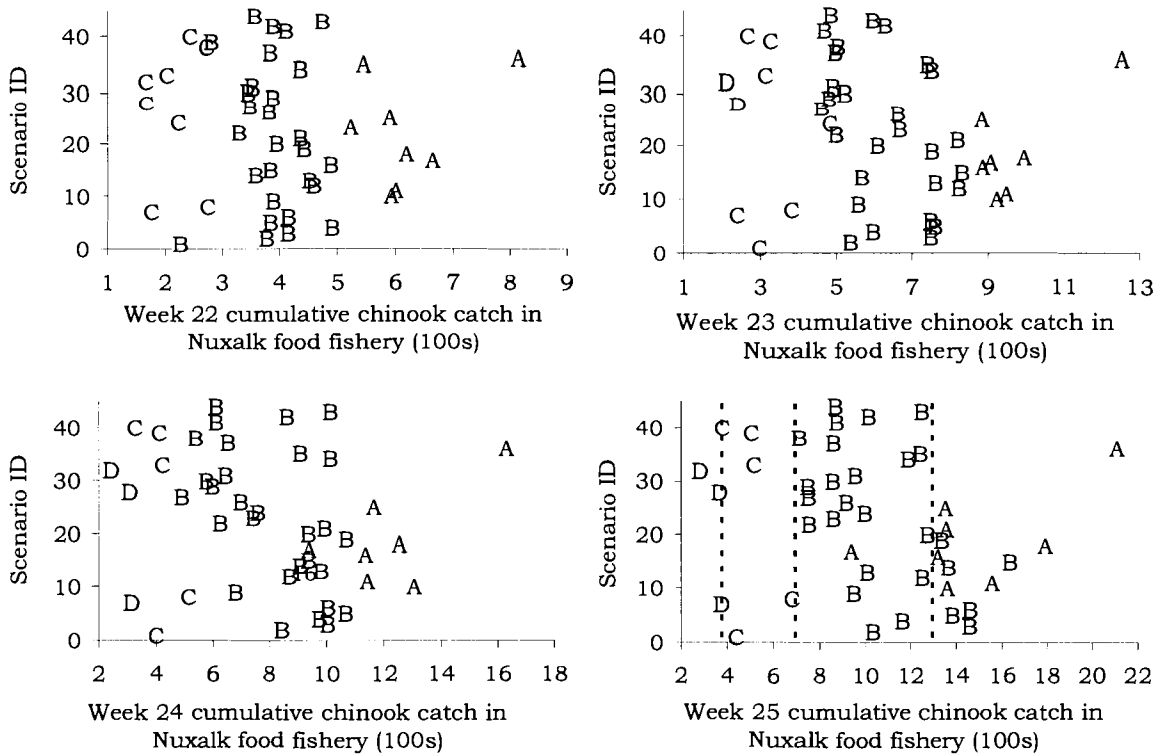 Scenario ID
40
30
20
10
0
1 2 3 4 5 6 7 8 9
Week 22 cumulative chinook catch in
Nuxalk food fishery (100s)
Scenario ID
40
30
20
10
0
1 3 5 7 9 11 13
Week 23 cumulative chinook catch in
Nuxalk food fishery (100s)
Scenario ID
40
30
20
10
0
2 4 6 8 10 12 14 16 18
Week 24 cumulative chinook catch in
Nuxalk food fishery (100s)
Scenario ID
40
30
20
10
0
2 4 6 8 10 12 14 16 18 20 22
Week 25 cumulative chinook catch in
Nuxalk food fishery (100s)